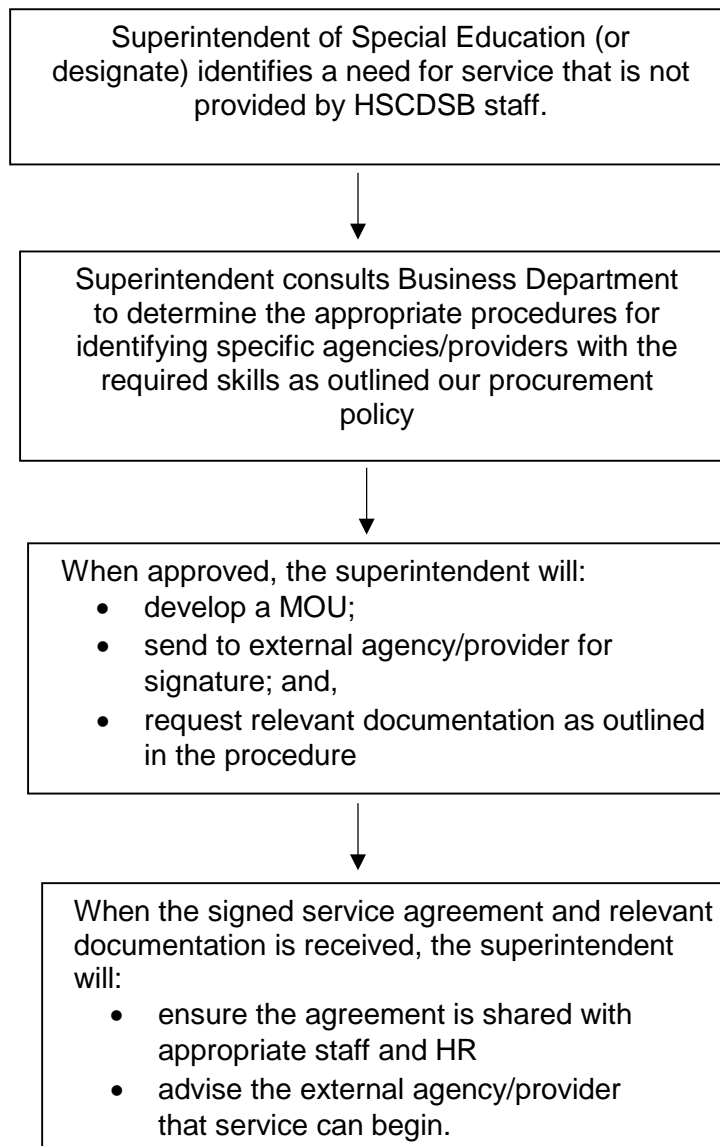 Superintendent of Special Education (or
designate) identifies a need for service that is not
provided by HSCDSB staff.
Superintendent consults Business Department
to determine the appropriate procedures for
identifying specific agencies/providers with the
required skills as outlined our procurement
policy
When approved, the superintendent will:
• develop a MOU;
• send to external agency/provider for
signature; and,
• request relevant documentation as outlined
in the procedure
When the signed service agreement and relevant
documentation is received, the superintendent
will:
• ensure the agreement is shared with
appropriate staff and HR
• advise the external agency/provider
that service can begin.